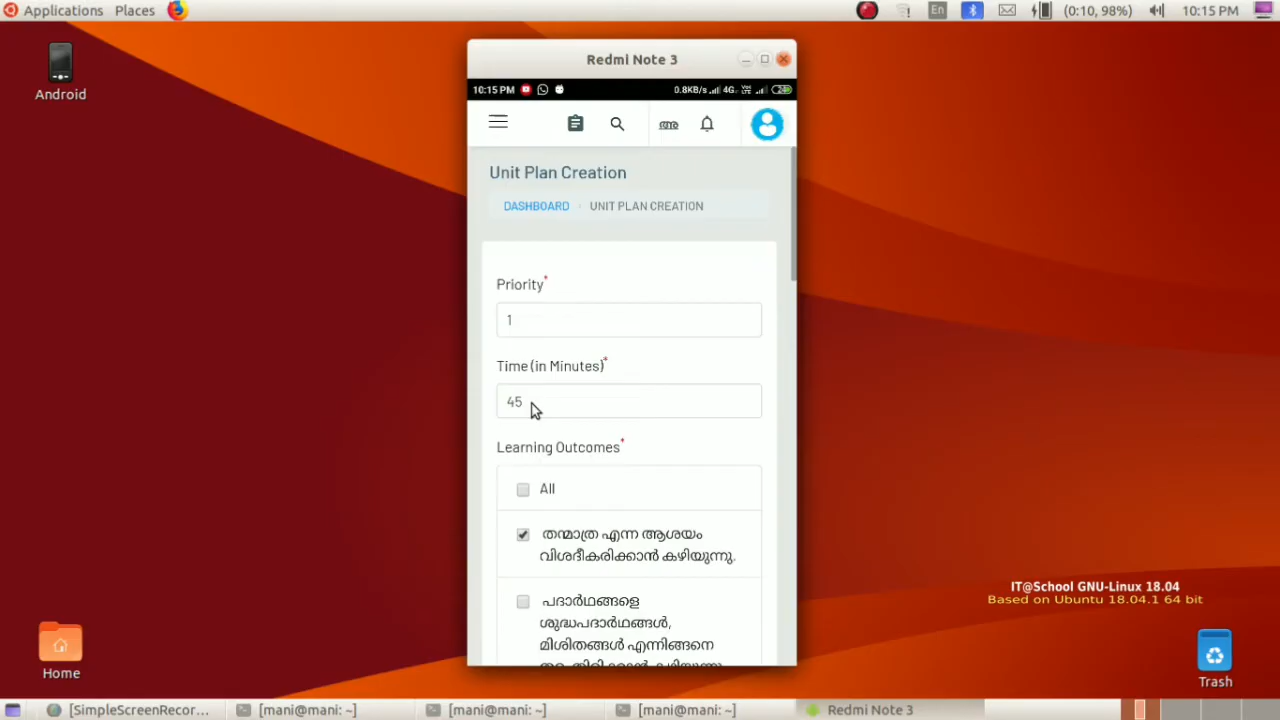 Applications Places
En
(0:10, 98%)
10:15 PM
Android
Redmi Note 3
10:15 PM
0.8KB/s
4G
Unit Plan Creation
DASHBOARD
UNIT PLAN CREATION
Priority*
1
Time (in Minutes)*
45
Learning Outcomes*
All
തന്മാത്ര എന്ന ആശയം
വിശദീകരിക്കാൻ കഴിയുന്നു.
പദാർഥങ്ങളെ
ശുദ്ധപദാർഥങ്ങൾ,
മിശ്രിതങ്ങൾ എന്നിങ്ങനെ
IT@School GNU-Linux 18.04
Based on Ubuntu 18.04.1 64 bit
Home
Trash
[SimpleScreenRecor...
[mani@mani: ~]
[mani@mani: ~]
[mani@mani: ~]
Redmi Note 3